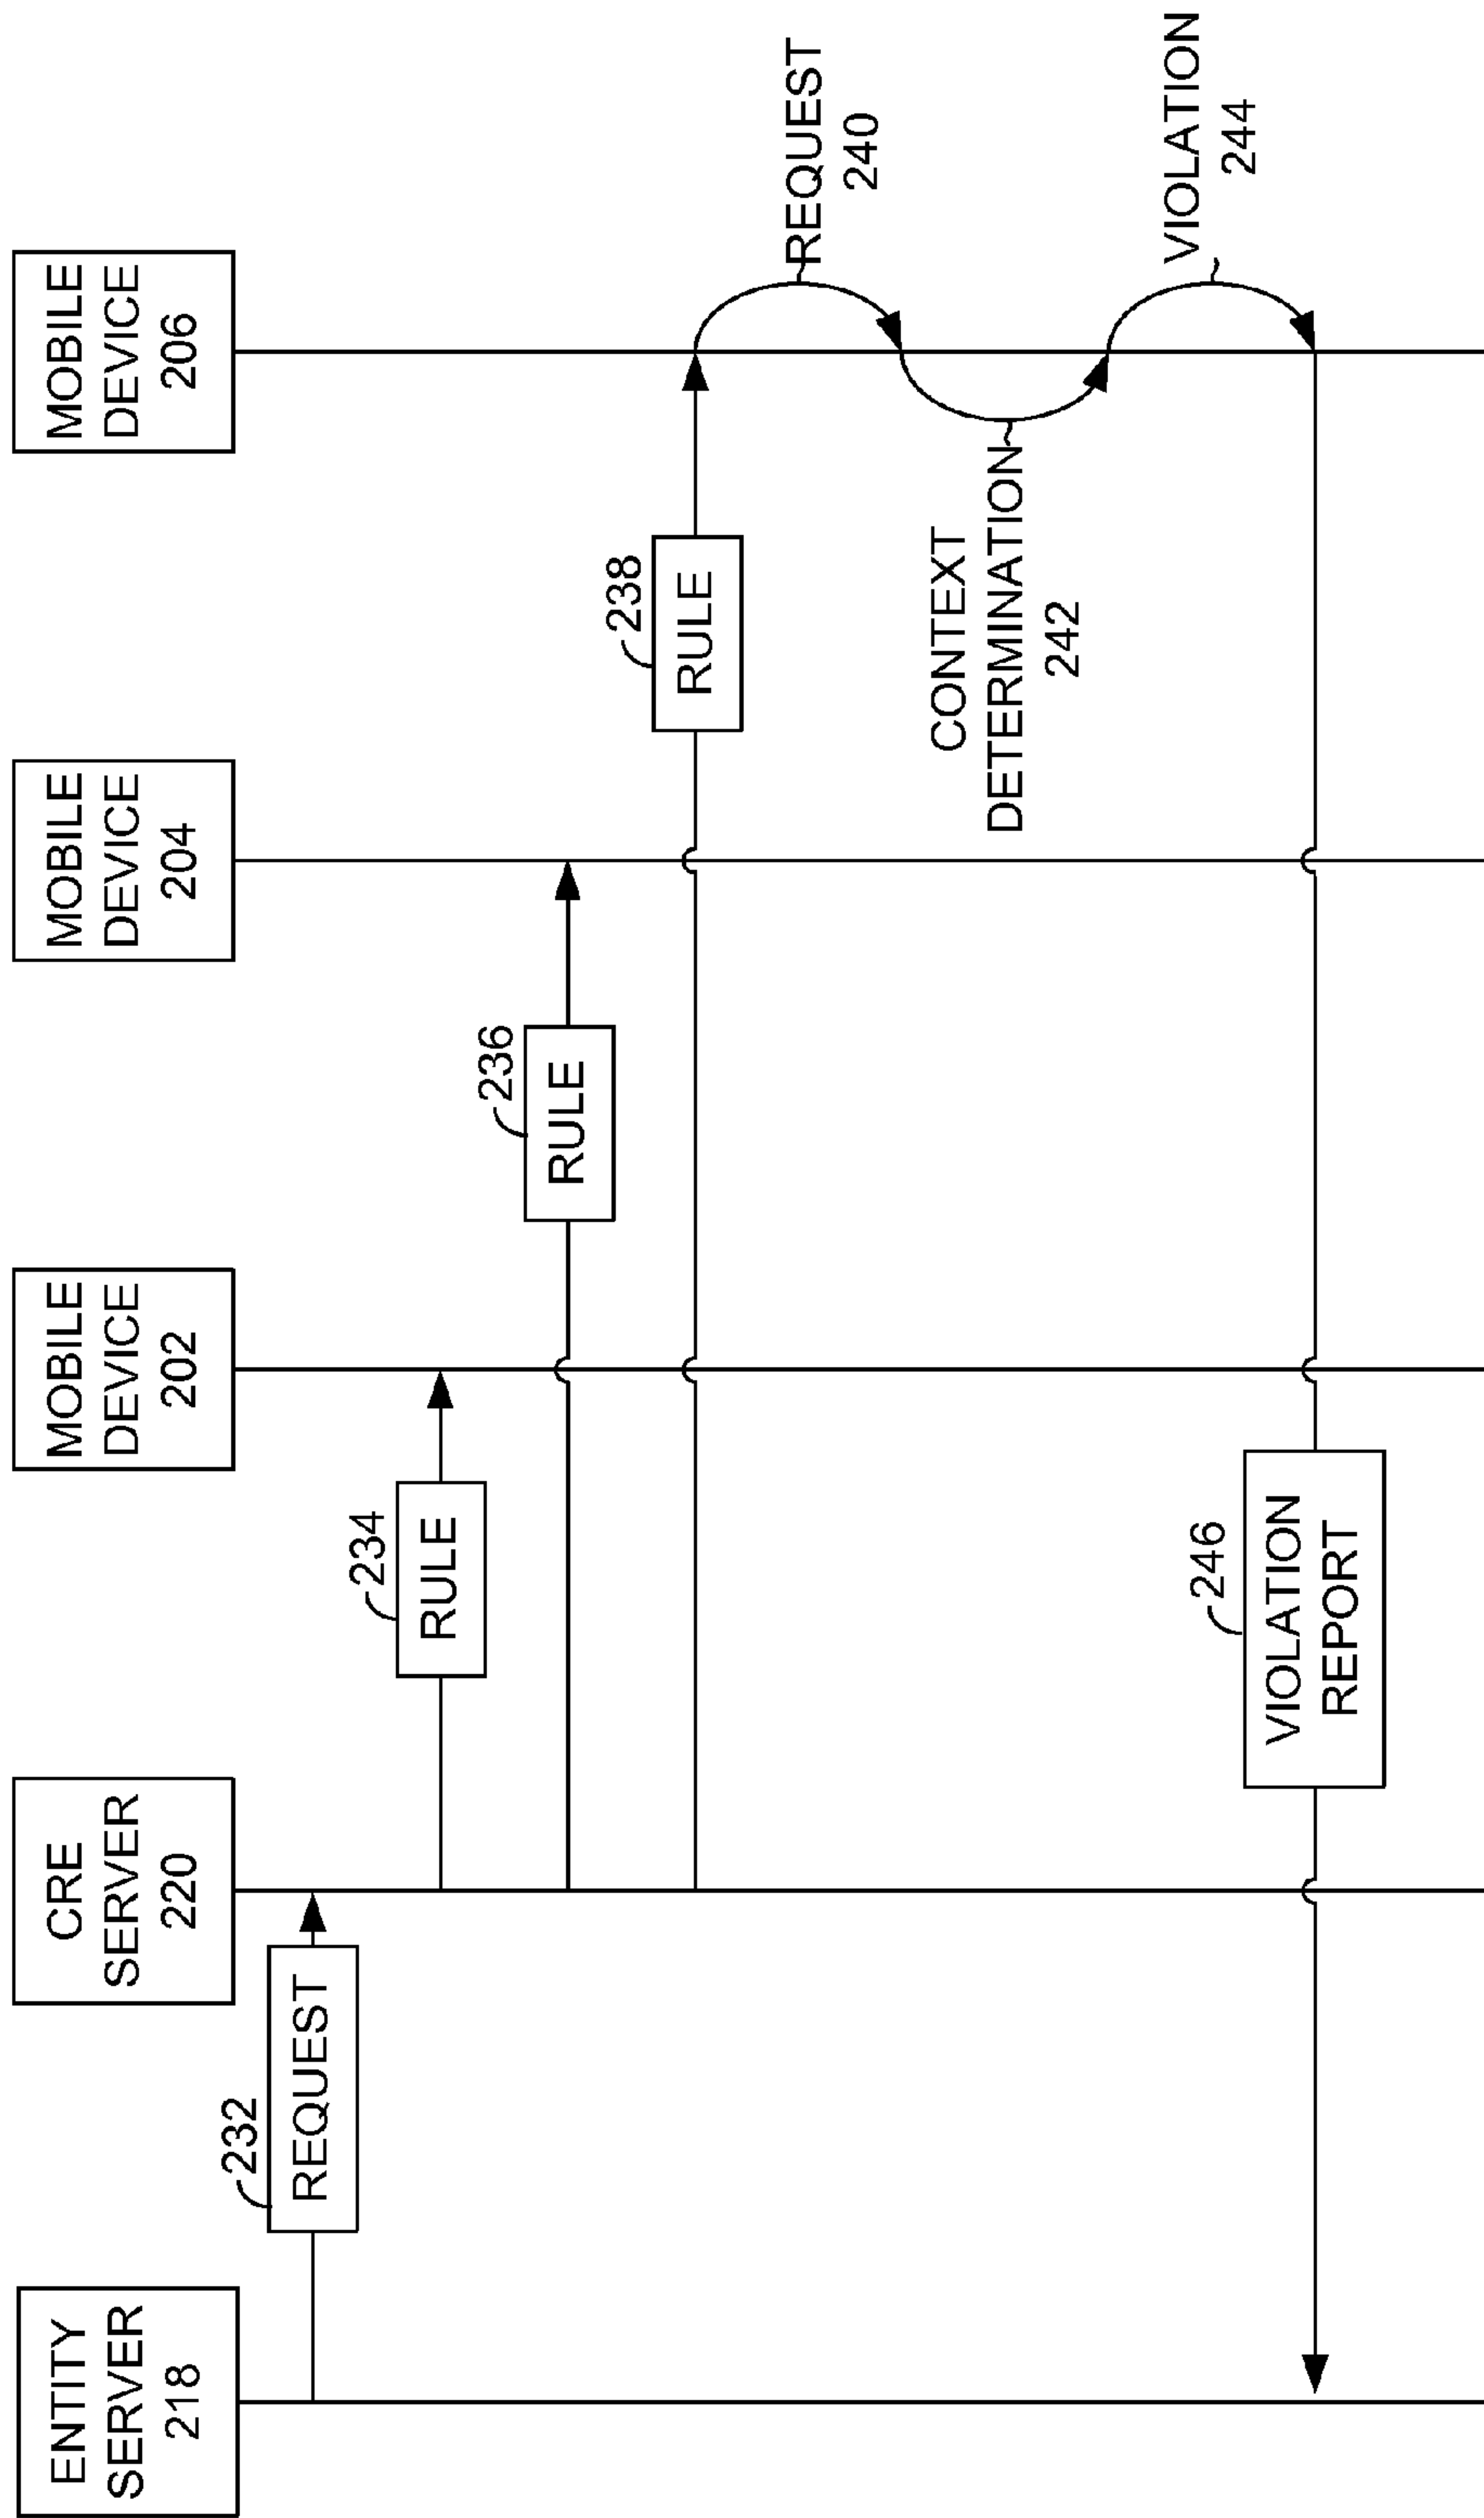 ENTITY
SERVER
218
CRE
SERVER
220
MOBILE
DEVICE
202
MOBILE
DEVICE
204
MOBILE
DEVICE
206
232
REQUEST
234
RULE
236
RULE
238
RULE
REQUEST
240
CONTEXT
DETERMINATION
242
VIOLATION
244
246
VIOLATION
REPORT